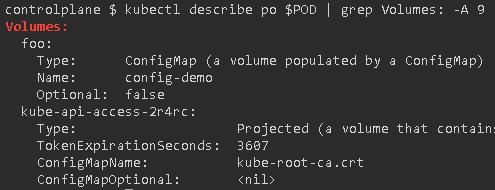 controlplane $ kubectl describe po $POD | grep Volumes: -A 9
Volumes:
foo:
Type: ConfigMap (a volume populated by a ConfigMap)
Name: config-demo
Optional: false
kube-api-access-2r4rc:
Type: Projected (a volume that contains
TokenExpirationSeconds: 3607
ConfigMapName: kube-root-ca.crt
ConfigMapOptional: <nil>